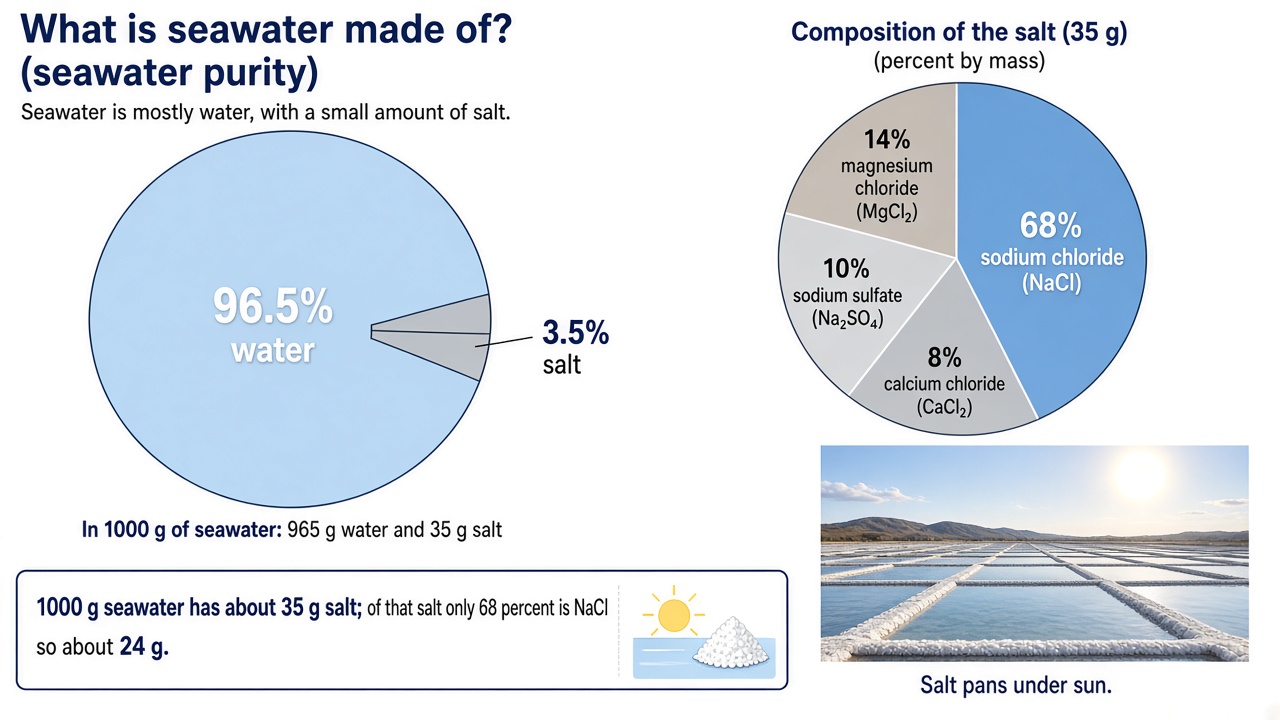 What is seawater made of?
(seawater purity)
Seawater is mostly water, with a small amount of salt.
96.5%
water
3.5%
salt
In 1000 g of seawater: 965 g water and 35 g salt
1000 g seawater has about 35 g salt; of that salt only 68 percent is NaCl
so about 24 g.
Composition of the salt (35 g)
(percent by mass)
14%
magnesium
chloride
(MgCl₂)
68%
sodium chloride
(NaCl)
10%
sodium sulfate
(Na₂SO₄)
8%
calcium chloride
(CaCl₂)
Salt pans under sun.